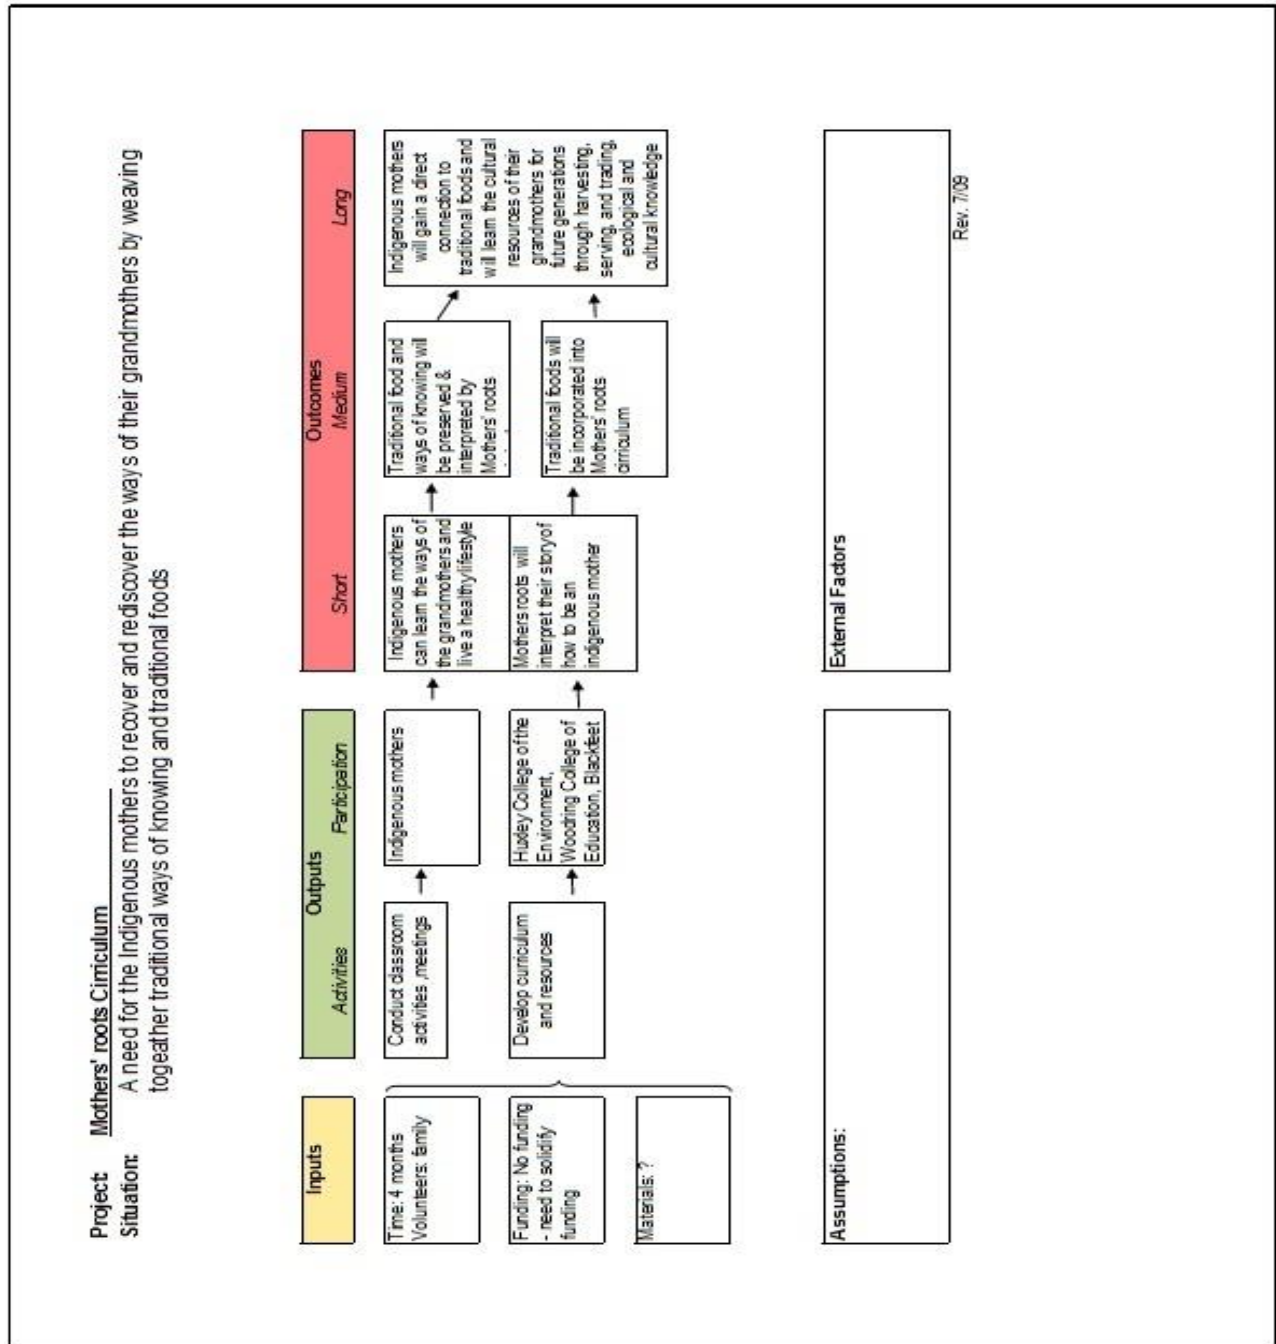 Project: Mothers' roots Cirriculum
Situation: A need for the Indigenous mothers to recover and rediscover the ways of their grandmothers by weaving
togeather traditional ways of knowing and traditional foods
Inputs
Outputs
Activities Participation
Outcomes
Short Medium Long
Time: 4 months
Volunteers: family
Funding: No funding
- need to solidify
funding
Materials: ?
Conduct classroom
activities ,meetings
Develop curriculum
and resources
Indigenous mothers
Huxley College of the
Environment,
Woodring College of
Education, Blackfeet
Indigenous mothers
can learn the ways of
the grandmothers and
live a healthy lifestyle
Mothers roots will
interpret their story of
how to be an
indigenous mother
Traditional food and
ways of knowing will
be preserved &
interpreted by
Mothers' roots
Traditional foods will
be incorporated into
Mothers' roots
cirriculum
Indigenous mothers
will gain a direct
connection to
traditional foods and
will learn the cultural
resources of their
grandmothers for
future generations
through harvesting,
serving, and trading,
ecological and
cultural knowledge
Assumptions:
External Factors
Rev. 7/09